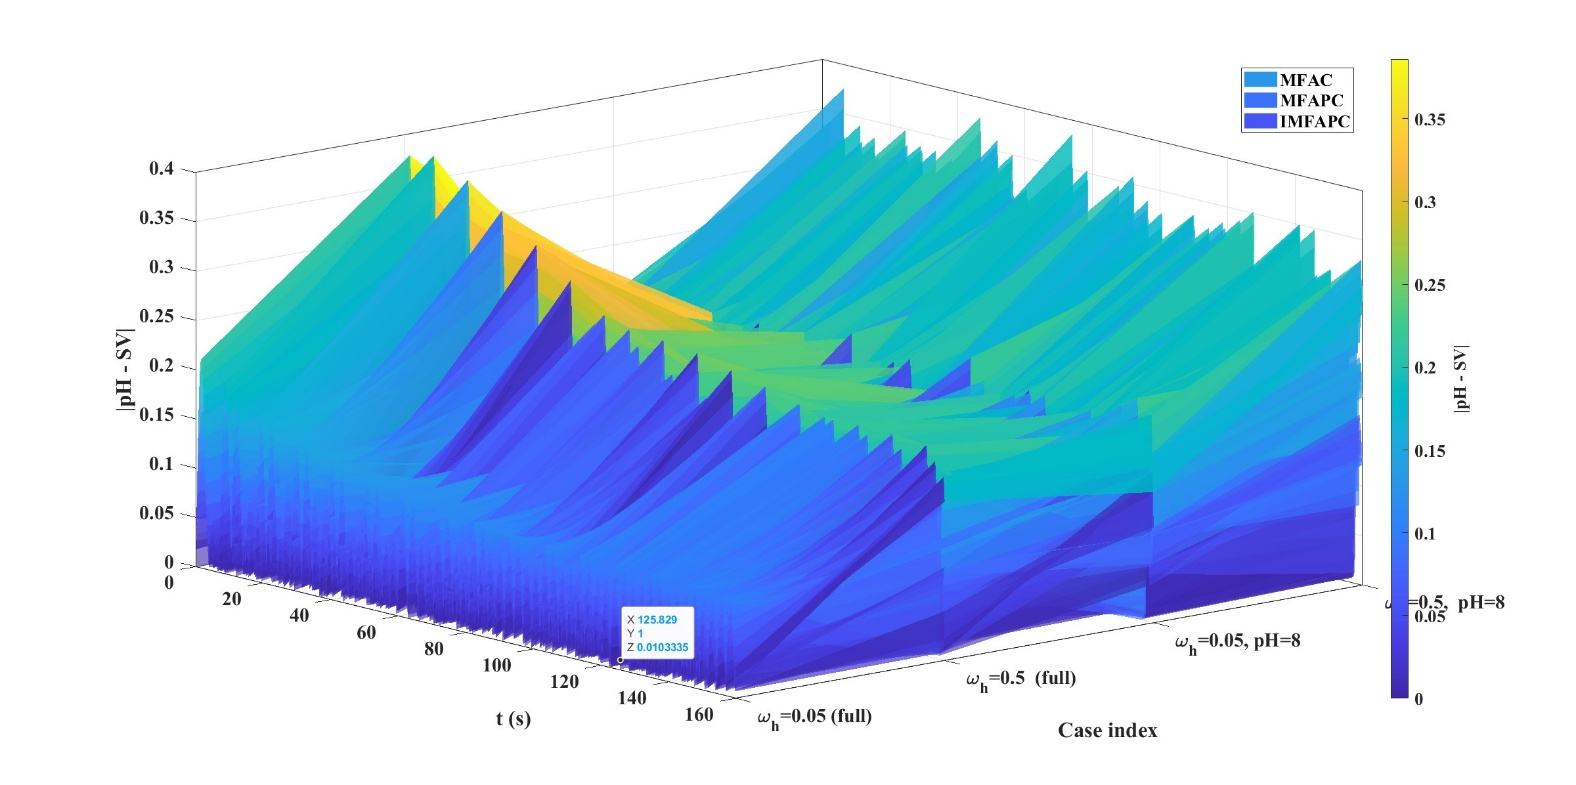 MFAC
MFAPC
IMFAPC
0.4
0.35
0.3
0.25
0.2
0.15
0.1
0.05
0
|pH - SV|
0
20
40
60
80
100
120
140
160
t (s)
X 125.829
Y 1
Z 0.0103335
ωh=0.05 (full)
ωh=0.5 (full)
ωh=0.05, pH=8
=0.5, pH=8
Case index
0.35
0.3
0.25
0.2
0.15
0.1
0.05
0
|pH - SV|